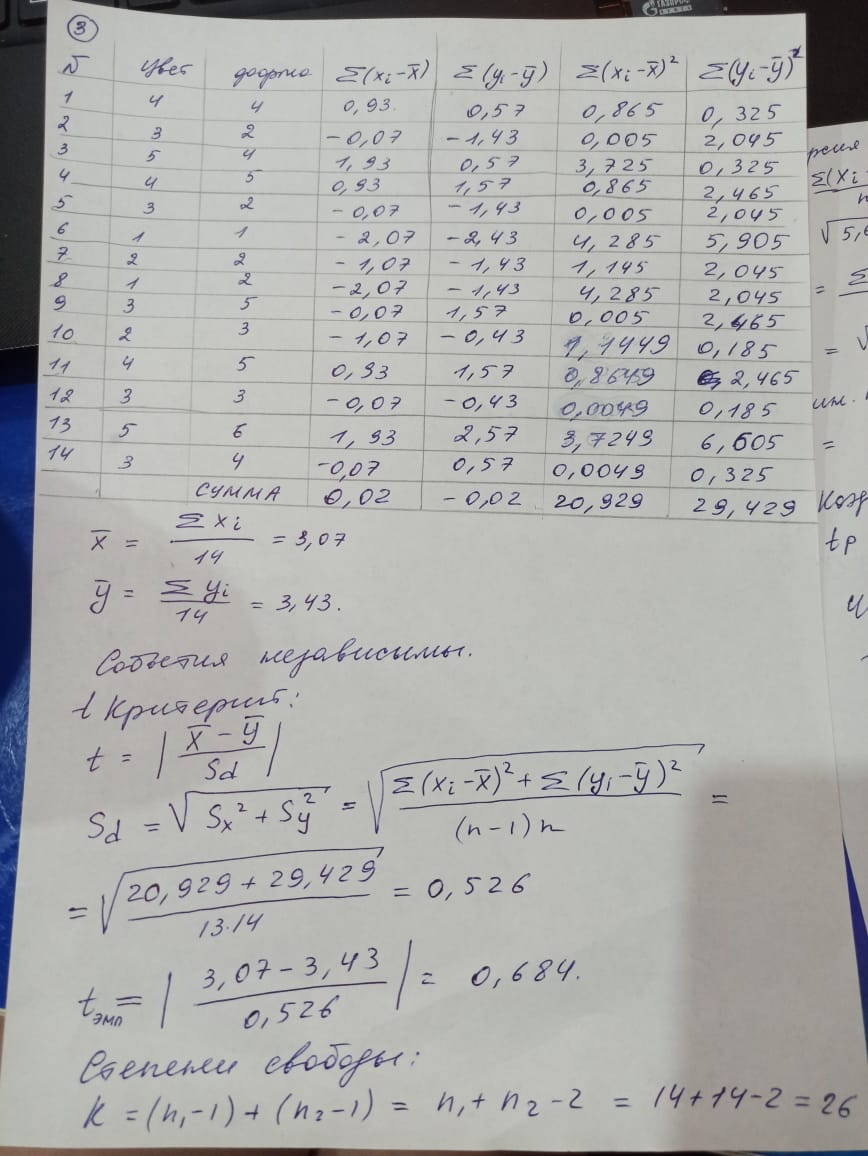 ③
N Цвет форма Σ(xᵢ-x̄) Σ(yᵢ-ȳ) Σ(xᵢ-x̄)² Σ(yᵢ-ȳ)²
1 4 4 0,93. 0,57 0,865 0,325
2 3 2 -0,07 -1,43 0,005 2,045
3 5 4 1,93 0,57 3,725 0,325
4 4 5 0,93 1,57 0,865 2,465
5 3 2 -0,07 -1,43 0,005 2,045
6 1 1 -2,07 -2,43 4,285 5,905
7 2 2 -1,07 -1,43 1,145 2,045
8 1 2 -2,07 -1,43 4,285 2,045
9 3 5 -0,07 1,57 0,005 2,465
10 2 3 -1,07 -0,43 1,1449 0,185
11 4 5 0,93 1,57 0,8649 2,465
12 3 3 -0,07 -0,43 0,0049 0,185
13 5 6 1,93 2,57 3,7249 6,605
14 3 4 -0,07 0,57 0,0049 0,325
СУММА 0,02 -0,02 20,929 29,429
x̄ = Σxᵢ/14 = 3,07
ȳ = Σyᵢ/14 = 3,43.
События независимы.
t Критерий:
t = |(x̄ - ȳ)/Sd|
Sd = √(Sx² + Sy²) = √((Σ(xᵢ-x̄)² + Σ(yᵢ-ȳ)²)/((n-1)n)) =
= √((20,929 + 29,429)/(13·14)) = 0,526
tэмп = |(3,07-3,43)/0,526| = 0,684.
Степени свободы:
K = (n₁-1) + (n₂-1) = n₁ + n₂ - 2 = 14+14-2 = 26
рсия
Σ(xᵢ
n
√5,
= Σ
= √
=
tр
ГАЗПРОМ